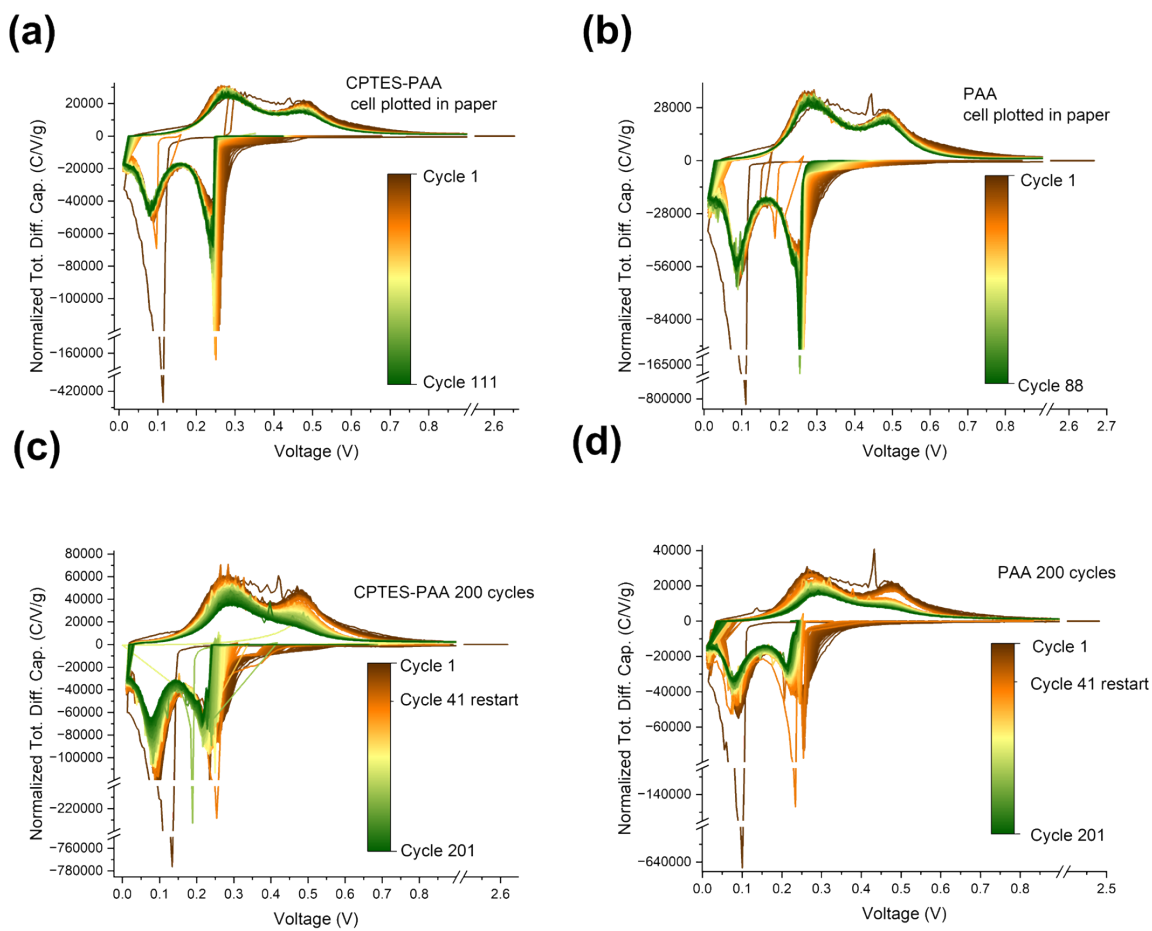 (a)
CPTES-PAA
cell plotted in paper
Normalized Tot. Diff. Cap. (C/V/g)
20000
0
−20000
−40000
−60000
−80000
−100000
−160000
−420000
Cycle 1
Cycle 111
0.0 0.1 0.2 0.3 0.4 0.5 0.6 0.7 0.8 2.6
Voltage (V)
(b)
PAA
cell plotted in paper
Normalized Tot. Diff. Cap. (C/V/g)
28000
0
−28000
−56000
−84000
−165000
−800000
Cycle 1
Cycle 88
0.0 0.1 0.2 0.3 0.4 0.5 0.6 0.7 0.8 2.6 2.7
Voltage (V)
(c)
CPTES-PAA 200 cycles
Normalized Tot. Diff. Cap. (C/V/g)
80000
60000
40000
20000
0
−20000
−40000
−60000
−80000
−100000
−220000
−760000
−780000
Cycle 1
Cycle 41 restart
Cycle 201
0.0 0.1 0.2 0.3 0.4 0.5 0.6 0.7 0.8 2.6
Voltage (V)
(d)
PAA 200 cycles
Normalized Tot. Diff. Cap. (C/V/g)
40000
20000
0
−20000
−40000
−60000
−140000
−640000
Cycle 1
Cycle 41 restart
Cycle 201
0.0 0.1 0.2 0.3 0.4 0.5 0.6 0.7 0.8 2.5
Voltage (V)